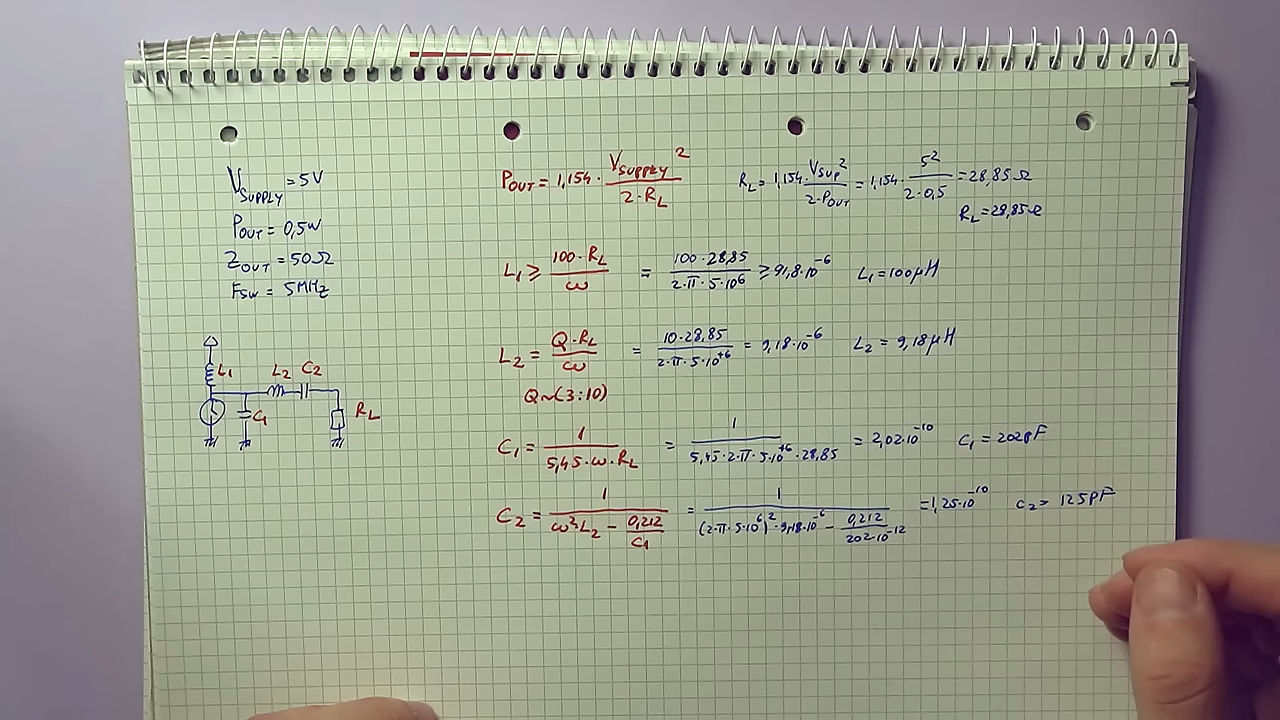 V_SUPPLY = 5V
P_OUT = 0,5W
Z_OUT = 50Ω
F_SW = 5MHz
L1 L2 C2
C1 R_L
P_OUT = 1,154 · V_SUPPLY² / 2·R_L
R_L = 1,154 · V_SUP² / 2·P_OUT = 1,154 · 5² / 2·0,5 = 28,85Ω
R_L = 28,85Ω
L1 ≥ 100·R_L / ω = 100·28,85 / 2·π·5·10⁶ ≥ 91,8·10⁻⁶ L1 = 100µH
L2 = Q·R_L / ω = 10·28,85 / 2·π·5·10⁺⁶ = 9,18·10⁻⁶ L2 = 9,18µH
Q~(3:10)
C1 = 1 / 5,45·ω·R_L = 1 / 5,45·2·π·5·10⁺⁶·28,85 = 2,02·10⁻¹⁰ C1 = 202pF
C2 = 1 / ω²·L2 − 0,212/C1 = 1 / (2·π·5·10⁶)²·9,18·10⁻⁶ − 0,212/202·10⁻¹² = 1,25·10⁻¹⁰ C2 = 125pF